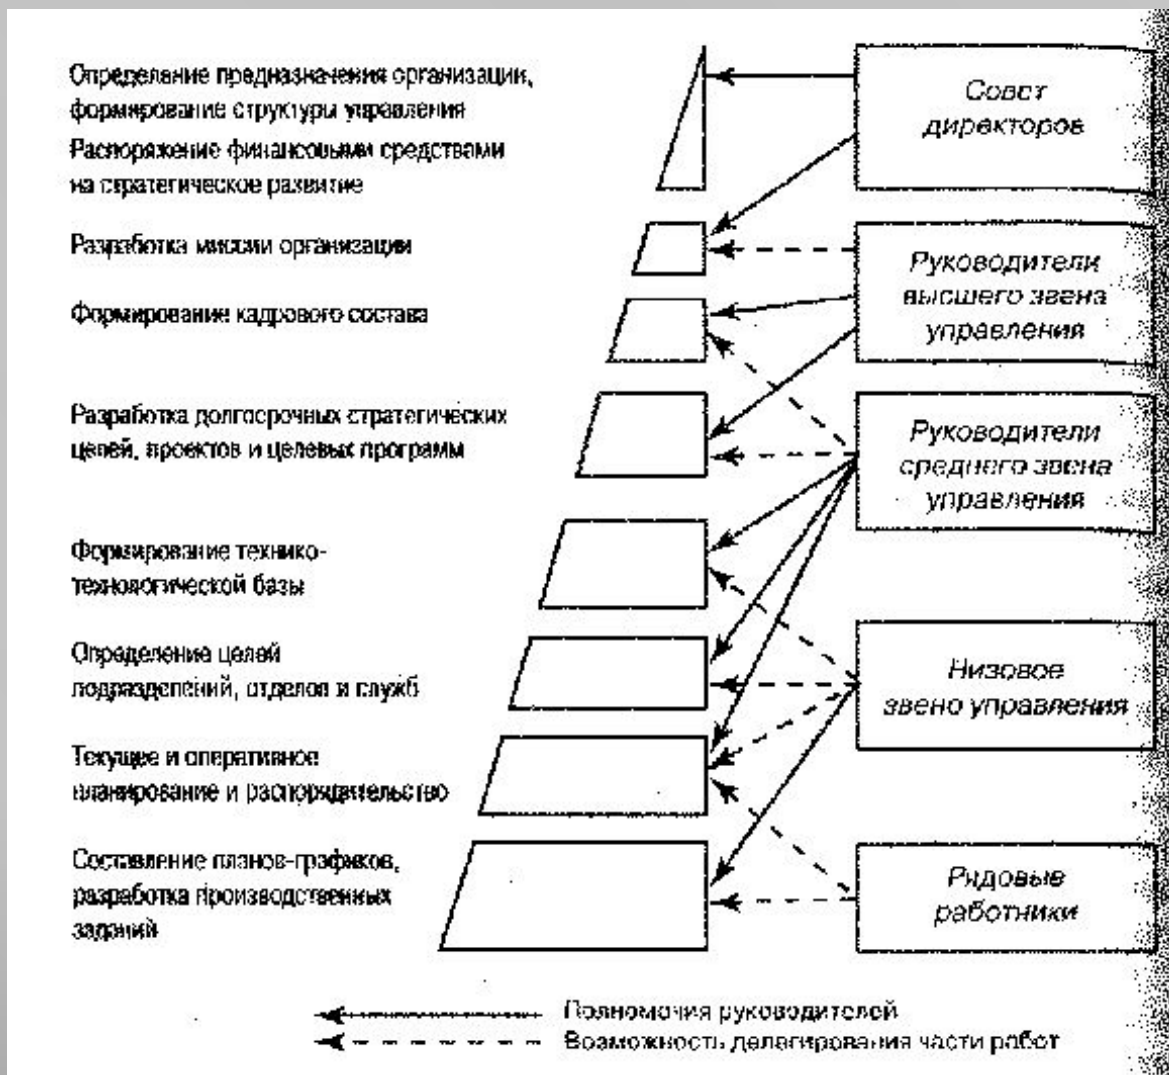 Определение предназначения организации,
формирование структуры управления
Распоряжение финансовыми средствами
на стратегическое развитие
Разработка миссии организации
Формирование кадрового состава
Разработка долгосрочных стратегических
целей, проектов и целевых программ
Формирование технико-
технологической базы
Определение целей
подразделений, отделов и служб
Текущее и оперативное
планирование и распорядительство
Составление планов-графиков,
разработка производственных
заданий
Совет
директоров
Руководители
высшего звена
управления
Руководители
среднего звена
управления
Низовое
звено управления
Рядовые
работники
Полномочия руководителей
Возможность делегирования части работ